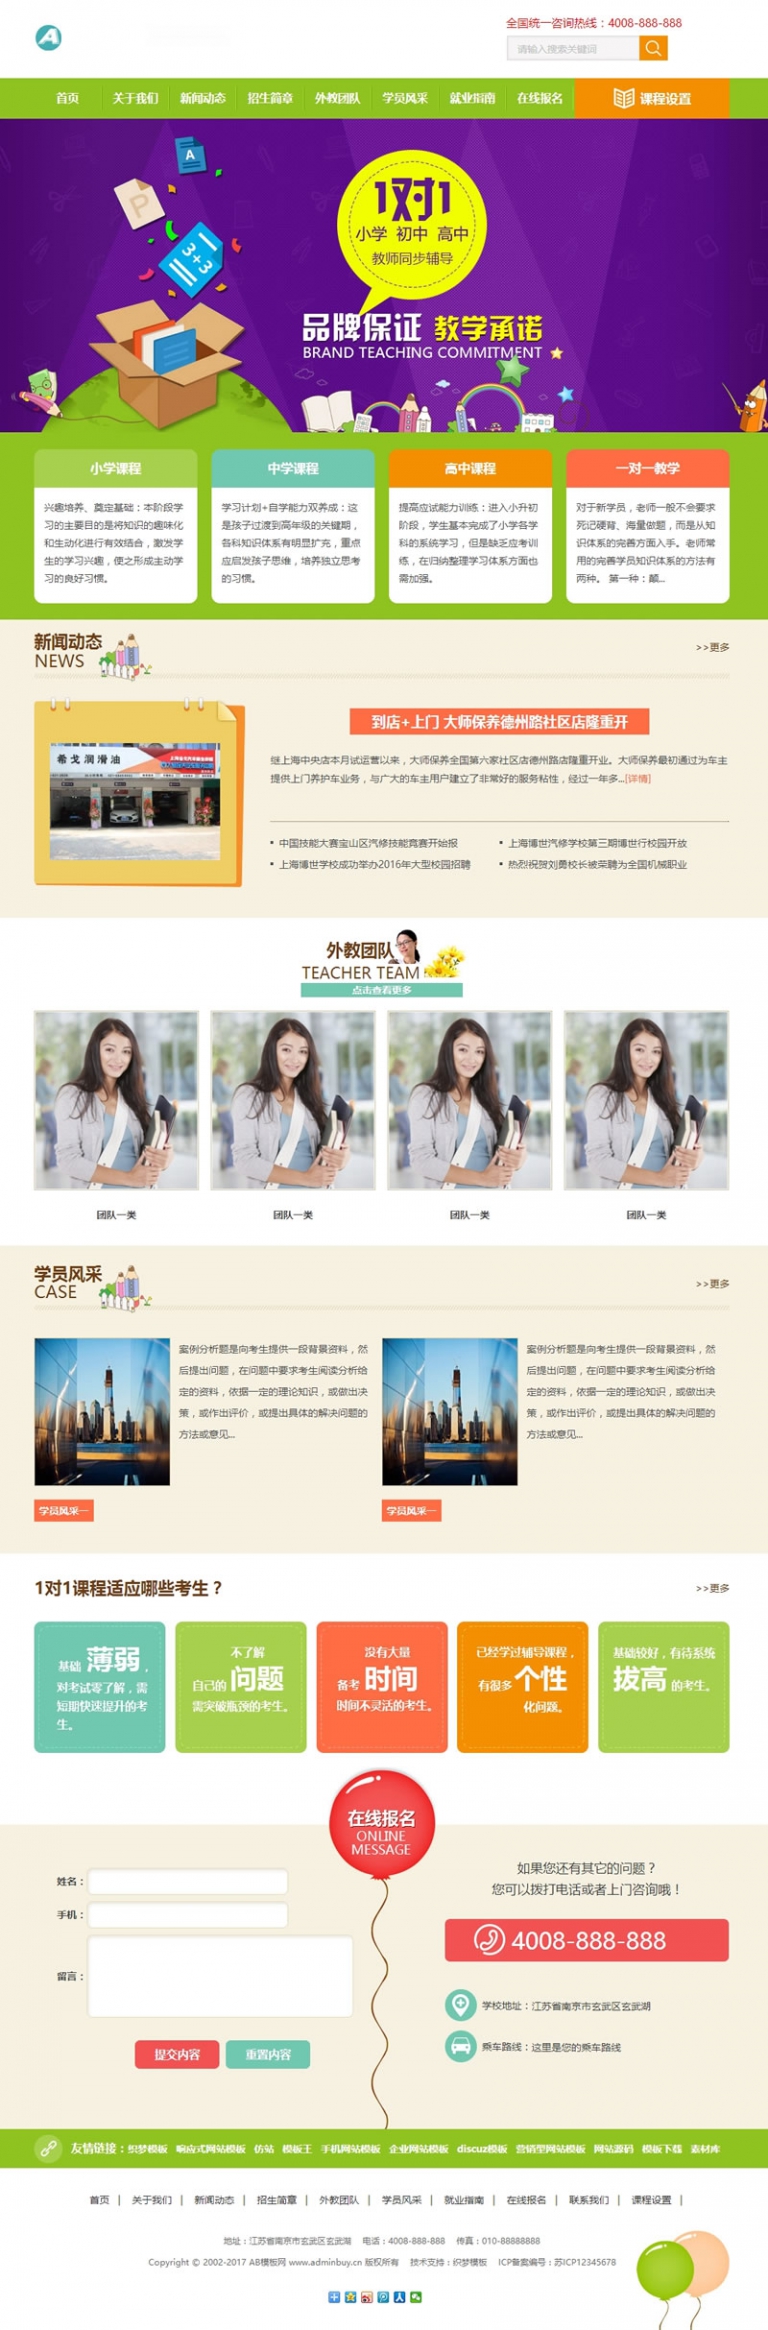 A
全国统一咨询热线：4008-888-888
请输入搜索关键词
首页 关于我们 新闻动态 招生简章 外教团队 学员风采 就业指南 在线报名 课程设置
A
P
3+3
1对1
小学 初中 高中
教师同步辅导
品牌保证 教学承诺
BRAND TEACHING COMMITMENT
小学课程
兴趣培养、奠定基础：本阶段学
习的主要目的是将知识的趣味化
和生动化进行有效结合，激发学
生的学习兴趣，使之形成主动学
习的良好习惯。
中学课程
学习计划+自学能力双养成：这
是孩子过渡到高年级的关键期，
各科知识体系有明显扩充，重点
应启发孩子思维，培养独立思考
的习惯。
高中课程
提高应试能力训练：进入小升初
阶段，学生基本完成了小学各学
科的系统学习，但是缺乏应考训
练，在归纳整理学习体系方面也
需加强。
一对一教学
对于新学员，老师一般不会要求
死记硬背、海量做题，而是从知
识体系的完善方面入手。老师常
用的完善学员知识体系的方法有
两种。 第一种：颠...
新闻动态
NEWS
>>更多
希戈润滑油
到店+上门 大师保养德州路社区店隆重开
继上海中央店本月试运营以来，大师保养全国第六家社区店德州路店隆重开业。大师保养最初通过为车主
提供上门养护车业务，与广大的车主用户建立了非常好的服务粘性，经过一年多...[详情]
▪ 中国技能大赛宝山区汽修技能竞赛开始报
▪ 上海博世汽修学校第三期博世行校园开放
▪ 上海博世学校成功举办2016年大型校园招聘
▪ 热烈祝贺刘勇校长被荣聘为全国机械职业
外教团队
TEACHER TEAM
点击查看更多
团队一类 团队一类 团队一类 团队一类
学员风采
CASE
>>更多
案例分析题是向考生提供一段背景资料，然
后提出问题，在问题中要求考生阅读分析给
定的资料，依据一定的理论知识，或做出决
策，或作出评价，或提出具体的解决问题的
方法或意见...
学员风采一
案例分析题是向考生提供一段背景资料，然
后提出问题，在问题中要求考生阅读分析给
定的资料，依据一定的理论知识，或做出决
策，或作出评价，或提出具体的解决问题的
方法或意见...
学员风采一
1对1课程适应哪些考生？
>>更多
基础 薄弱，
对考试零了解，需
短期快速提升的考
生。
不了解
自己的 问题
需突破瓶颈的考生。
没有大量
备考 时间
时间不灵活的考生。
已经学过辅导课程，
有很多 个性
化问题。
基础较好，有待系统
拔高 的考生。
在线报名
ONLINE
MESSAGE
姓名：
手机：
留言：
提交内容 重置内容
如果您还有其它的问题？
您可以拨打电话或者上门咨询哦！
4008-888-888
学校地址：江苏省南京市玄武区玄武湖
乘车路线：这里是您的乘车路线
友情链接：织梦模板 响应式网站模板 仿站 模板王 手机网站模板 企业网站模板 discuz模板 营销型网站模板 网站源码 模板下载 素材库
首页 | 关于我们 | 新闻动态 | 招生简章 | 外教团队 | 学员风采 | 就业指南 | 在线报名 | 联系我们 | 课程设置 |
地址：江苏省南京市玄武区玄武湖 电话：4008-888-888 传真：010-88888888
Copyright © 2002-2017 AB模板网 www.adminbuy.cn 版权所有 技术支持：织梦模板 ICP备案编号：苏ICP12345678